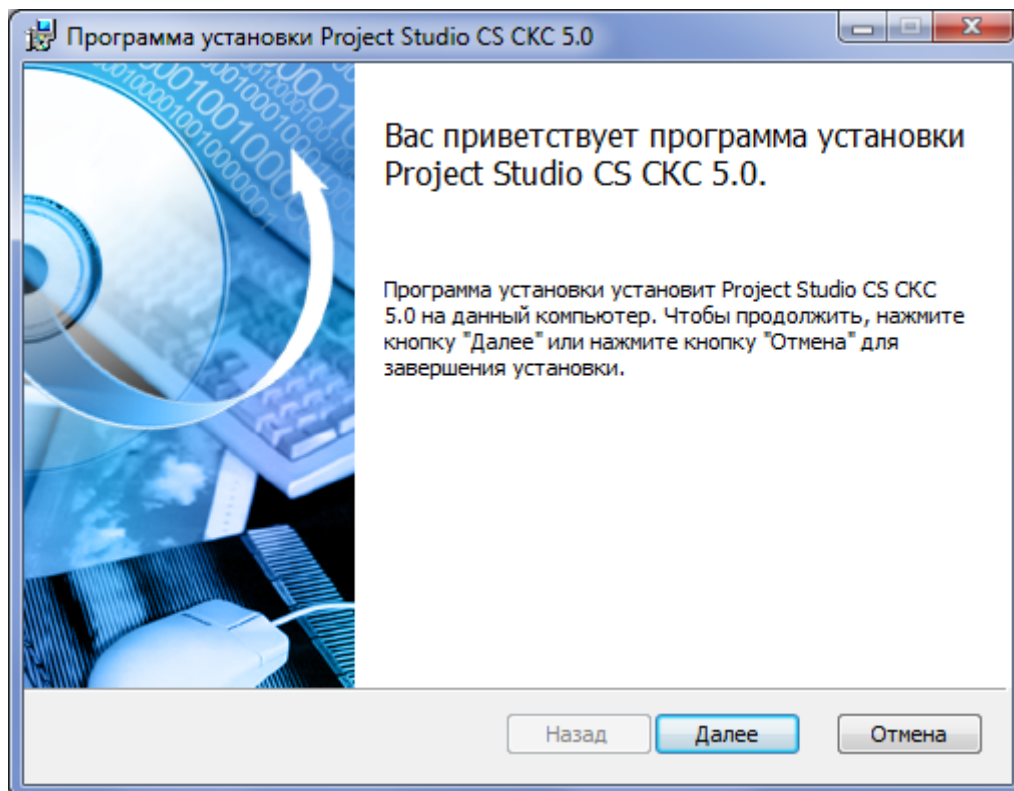 Программа установки Project Studio CS СКС 5.0
Вас приветствует программа установки
Project Studio CS СКС 5.0.
Программа установки установит Project Studio CS СКС
5.0 на данный компьютер. Чтобы продолжить, нажмите
кнопку "Далее" или нажмите кнопку "Отмена" для
завершения установки.
Назад
Далее
Отмена